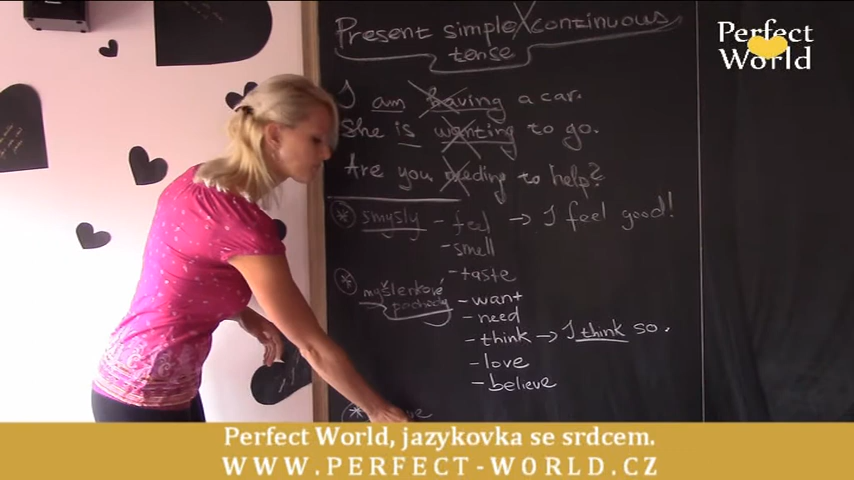 Present simple X continuous
tense
Perfect
World
I am having a car.
She is wanting to go.
Are you needing to help?
* smysly - feel → I feel good!
- smell
- taste
* myšlenkové
pochody - want
- need
- think → I think so.
- love
- believe
*
Perfect World, jazykovka se srdcem.
WWW.PERFECT-WORLD.CZ